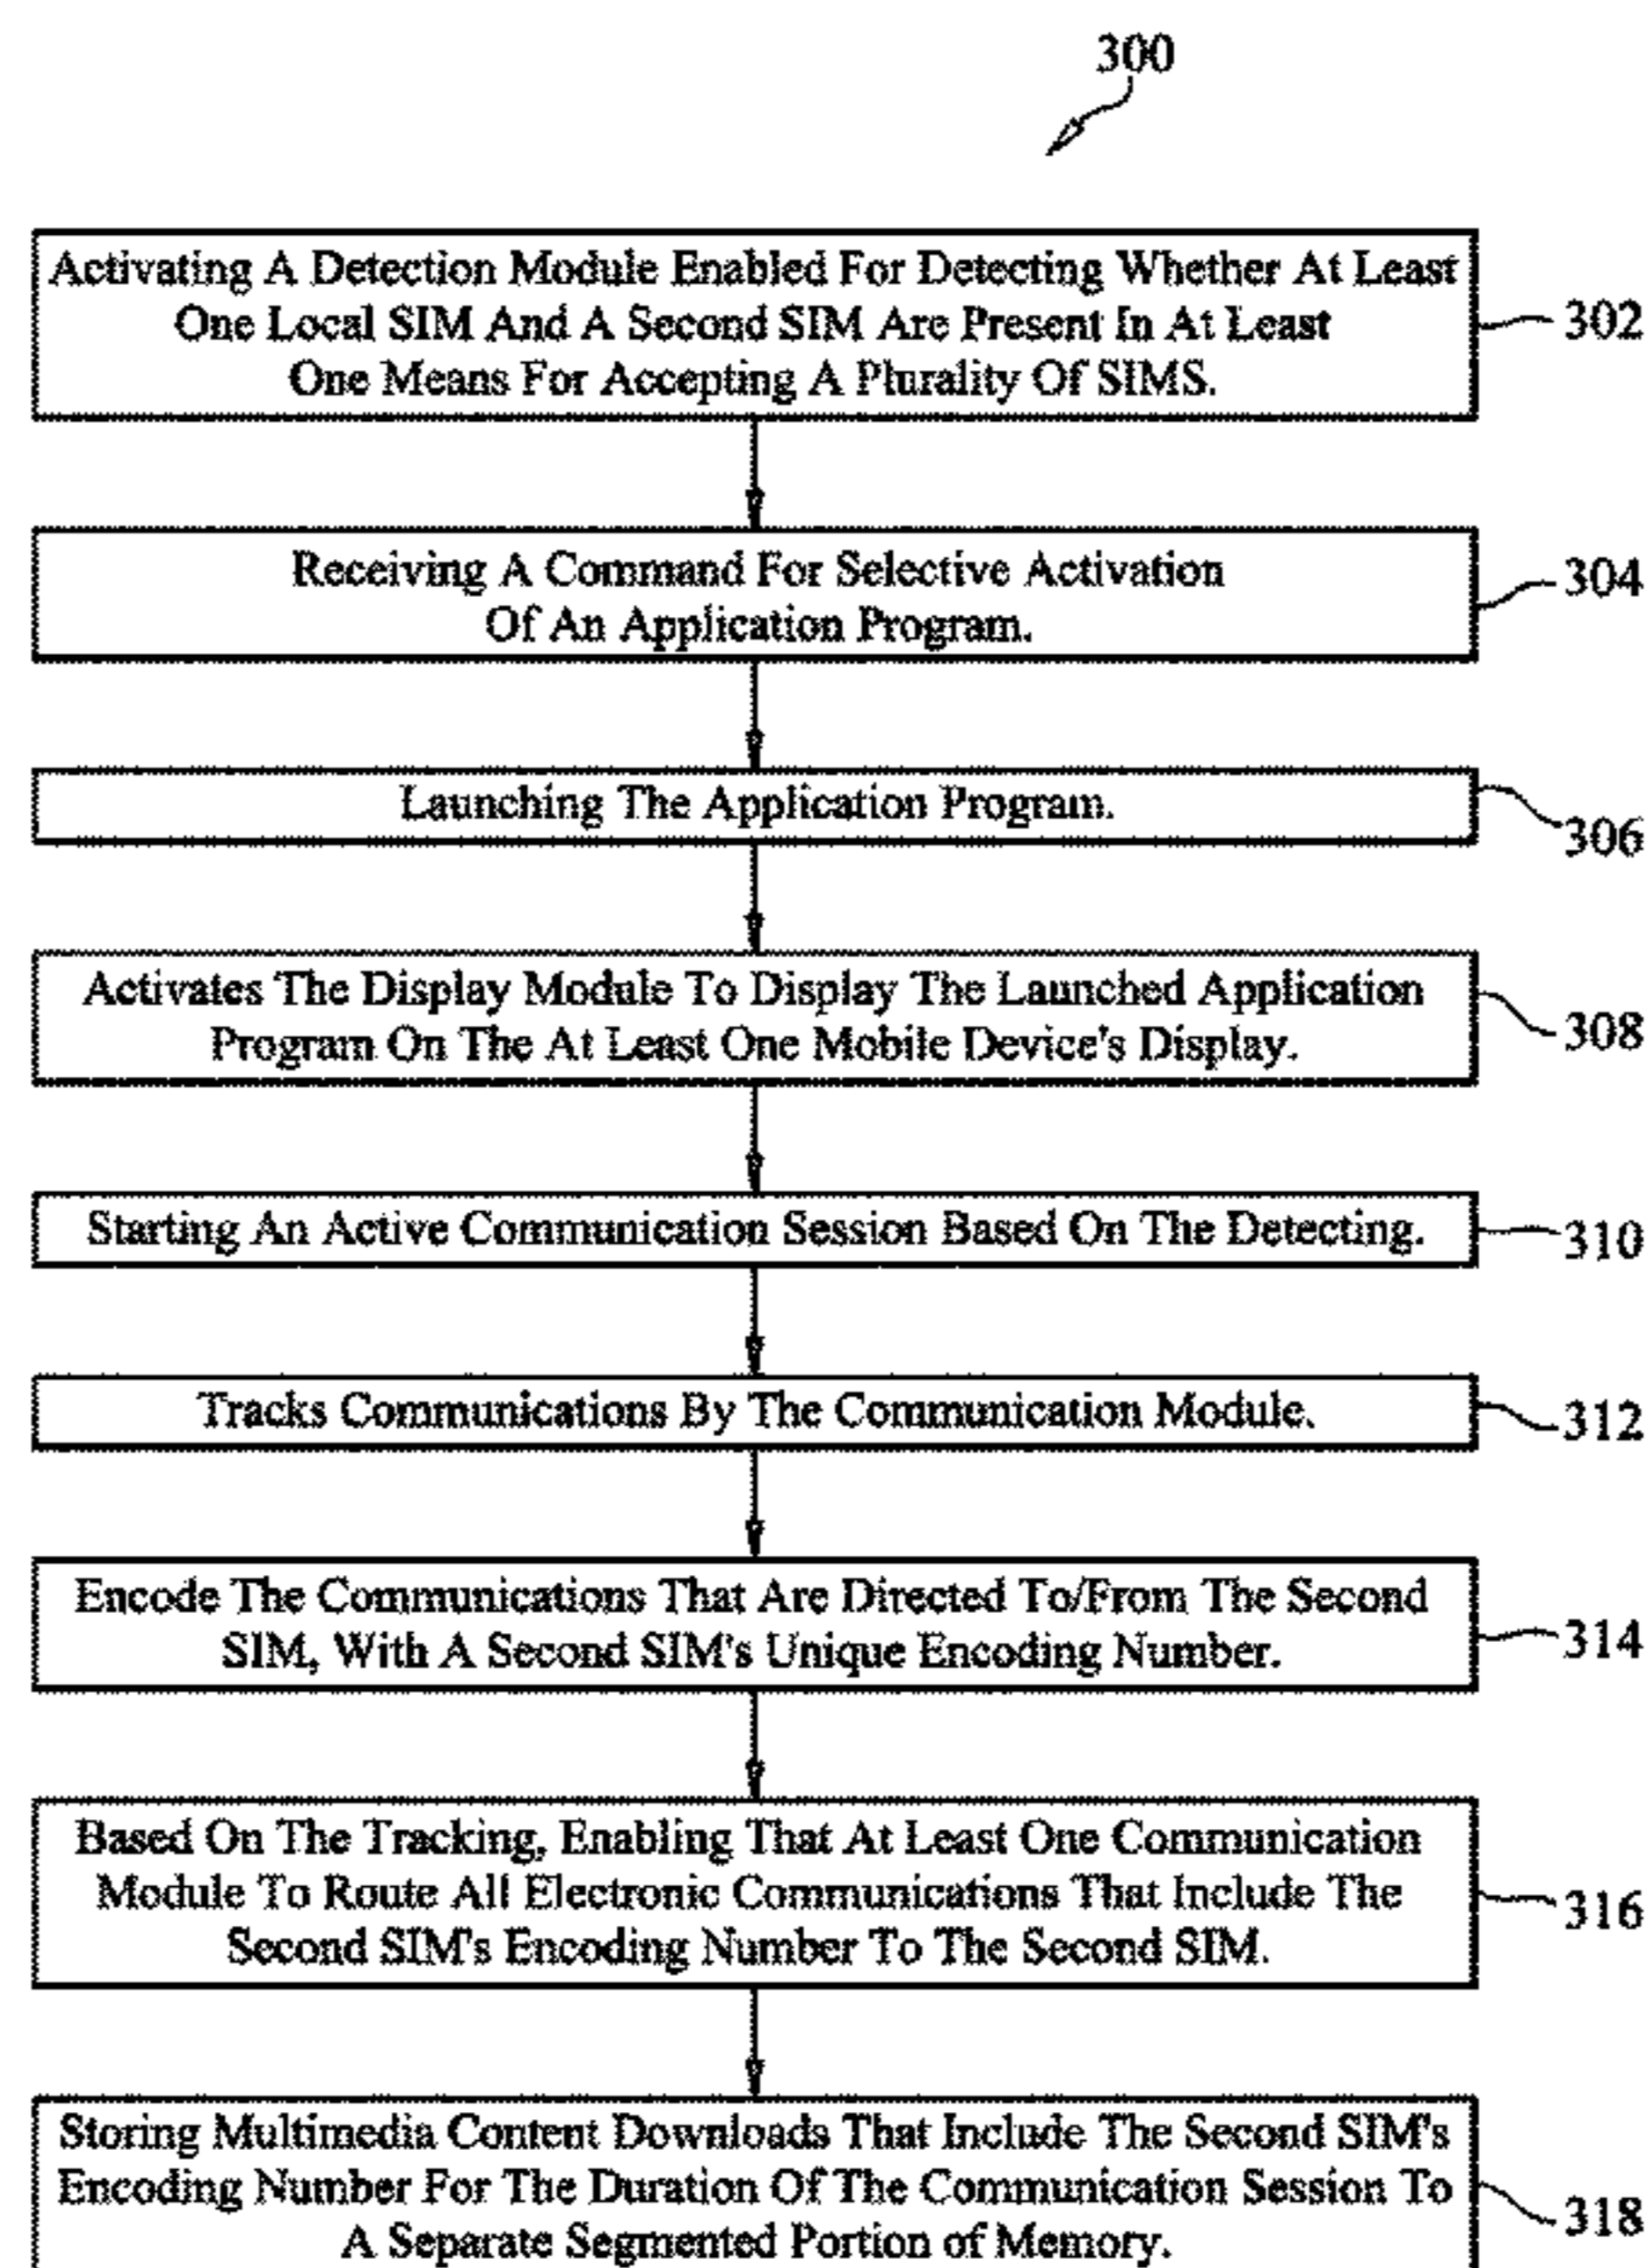 300
Activating A Detection Module Enabled For Detecting Whether At Least
One Local SIM And A Second SIM Are Present In At Least
One Means For Accepting A Plurality Of SIMS.
302
Receiving A Command For Selective Activation
Of An Application Program.
304
Launching The Application Program.
306
Activates The Display Module To Display The Launched Application
Program On The At Least One Mobile Device's Display.
308
Starting An Active Communication Session Based On The Detecting.
310
Tracks Communications By The Communication Module.
312
Encode The Communications That Are Directed To/From The Second
SIM, With A Second SIM's Unique Encoding Number.
314
Based On The Tracking, Enabling That At Least One Communication
Module To Route All Electronic Communications That Include The
Second SIM's Encoding Number To The Second SIM.
316
Storing Multimedia Content Downloads That Include The Second SIM's
Encoding Number For The Duration Of The Communication Session To
A Separate Segmented Portion of Memory.
318